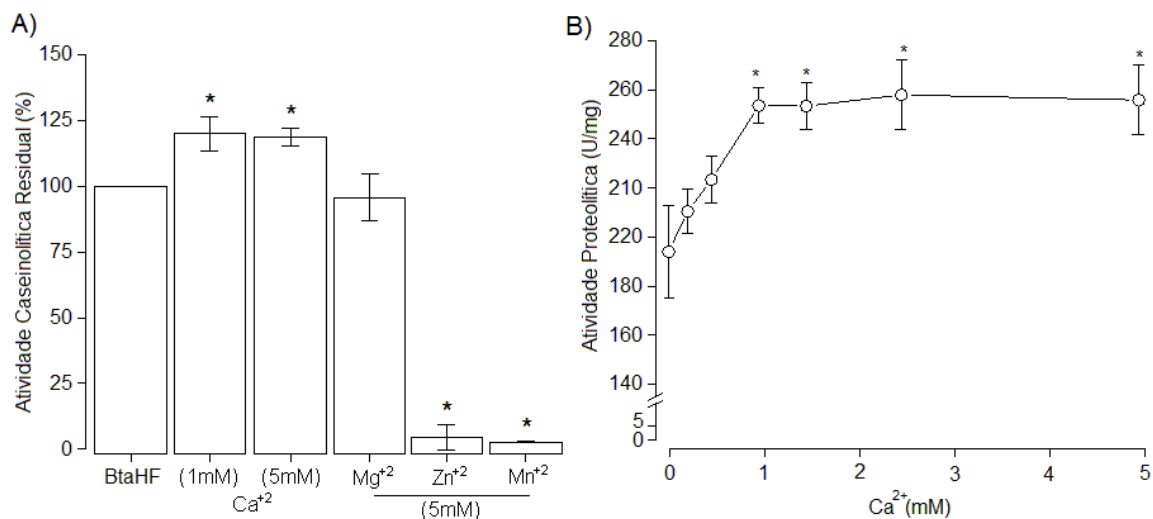 A)
Atividade Caseinolítica Residual (%)
150
125
100
75
50
25
0
* * * *
BtaHF (1mM) (5mM) Mg+2 Zn+2 Mn+2
Ca+2 (5mM)
B)
Atividade Proteolítica (U/mg)
280
260
240
210
220
180
260
140
5
0
* * * *
0 1 2 3 4 5
Ca2+(mM)